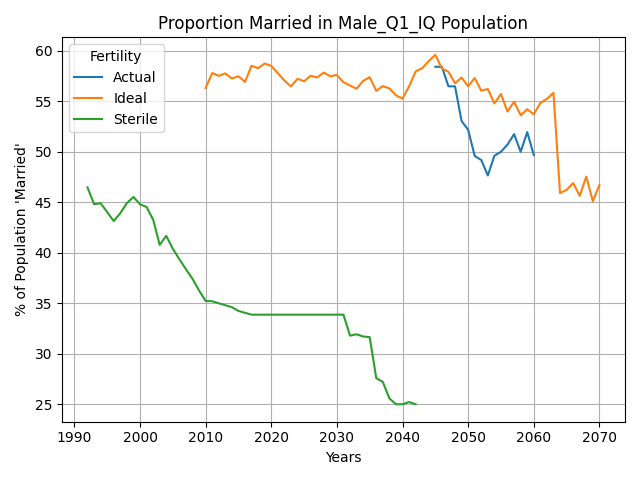 Proportion Married in Male_Q1_IQ Population
% of Population 'Married'
60
55
50
45
40
35
30
25
Fertility
Actual
Ideal
Sterile
1990 2000 2010 2020 2030 2040 2050 2060 2070
Years